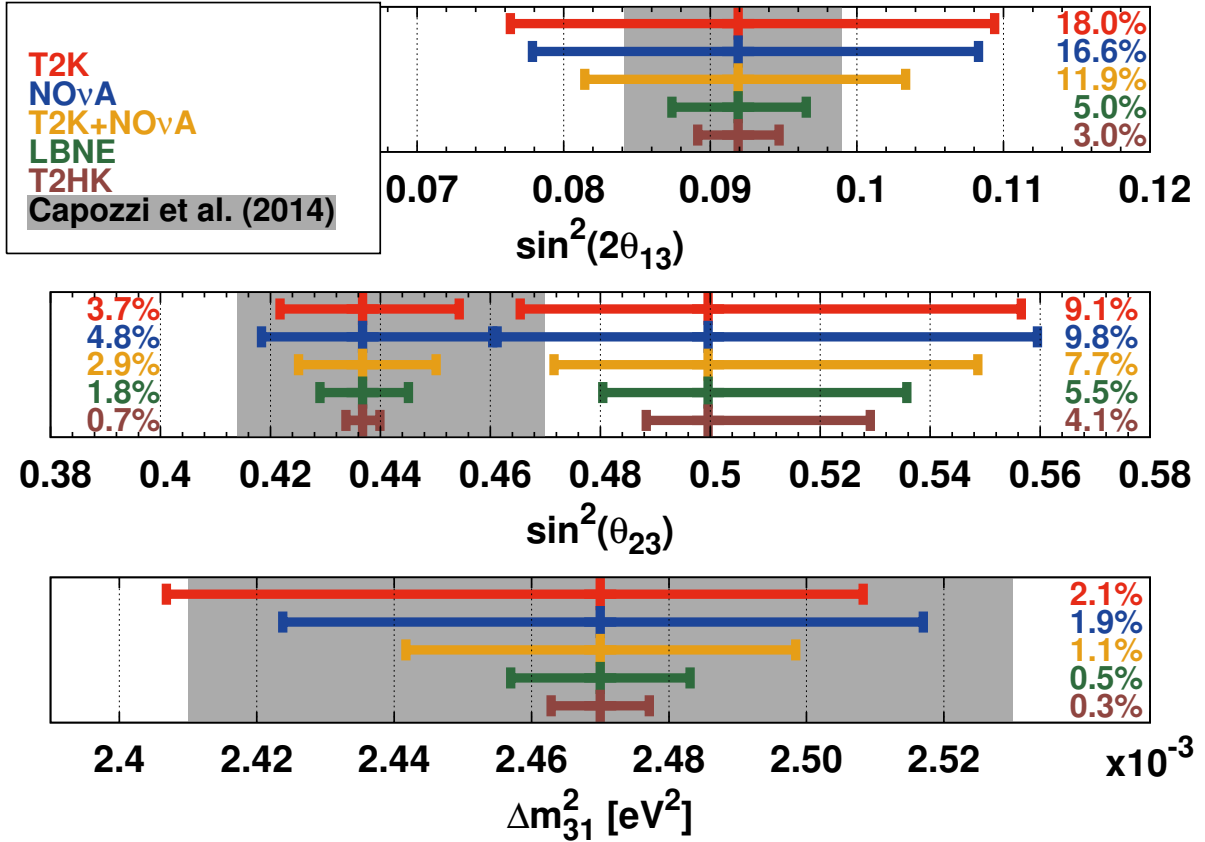 T2K
NOνA
T2K+NOνA
LBNE
T2HK
Capozzi et al. (2014)
18.0%
16.6%
11.9%
5.0%
3.0%
0.07 0.08 0.09 0.1 0.11 0.12
sin²(2θ₁₃)
3.7% 9.1%
4.8% 9.8%
2.9% 7.7%
1.8% 5.5%
0.7% 4.1%
0.38 0.4 0.42 0.44 0.46 0.48 0.5 0.52 0.54 0.56 0.58
sin²(θ₂₃)
2.1%
1.9%
1.1%
0.5%
0.3%
2.4 2.42 2.44 2.46 2.48 2.50 2.52 x10⁻³
Δm²₃₁ [eV²]